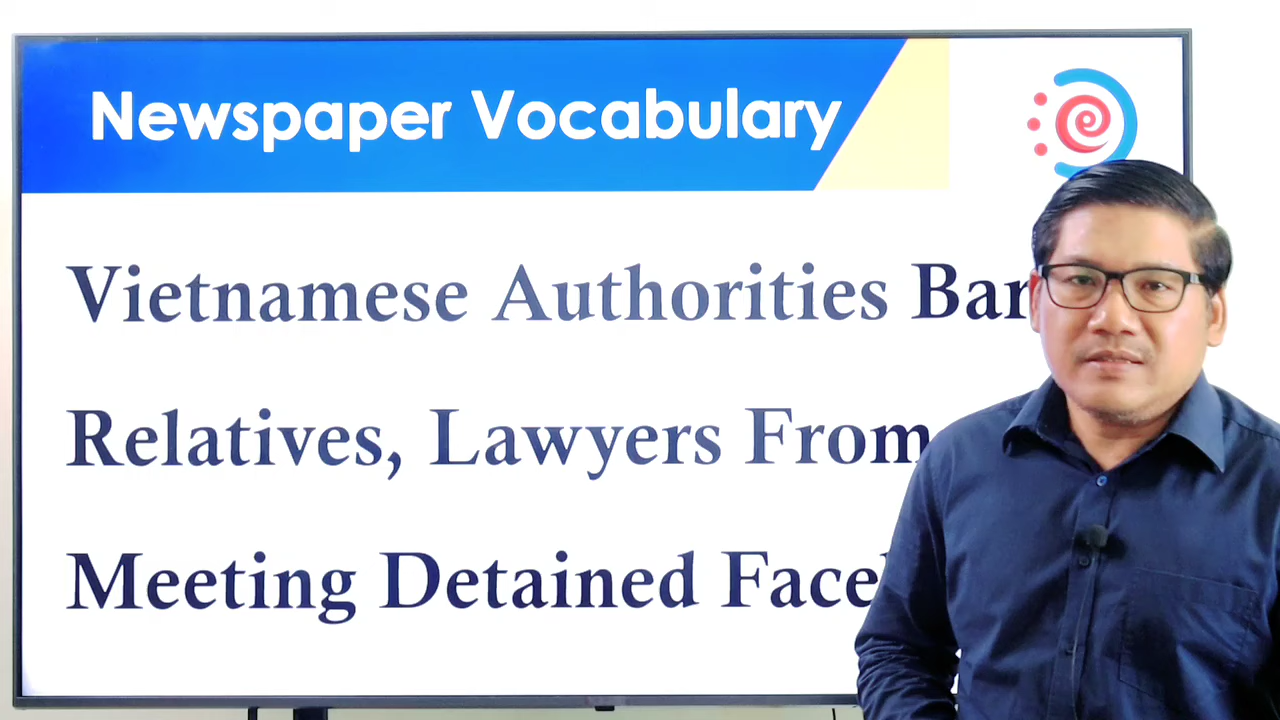 Newspaper Vocabulary
Vietnamese Authorities Bar
Relatives, Lawyers From
Meeting Detained